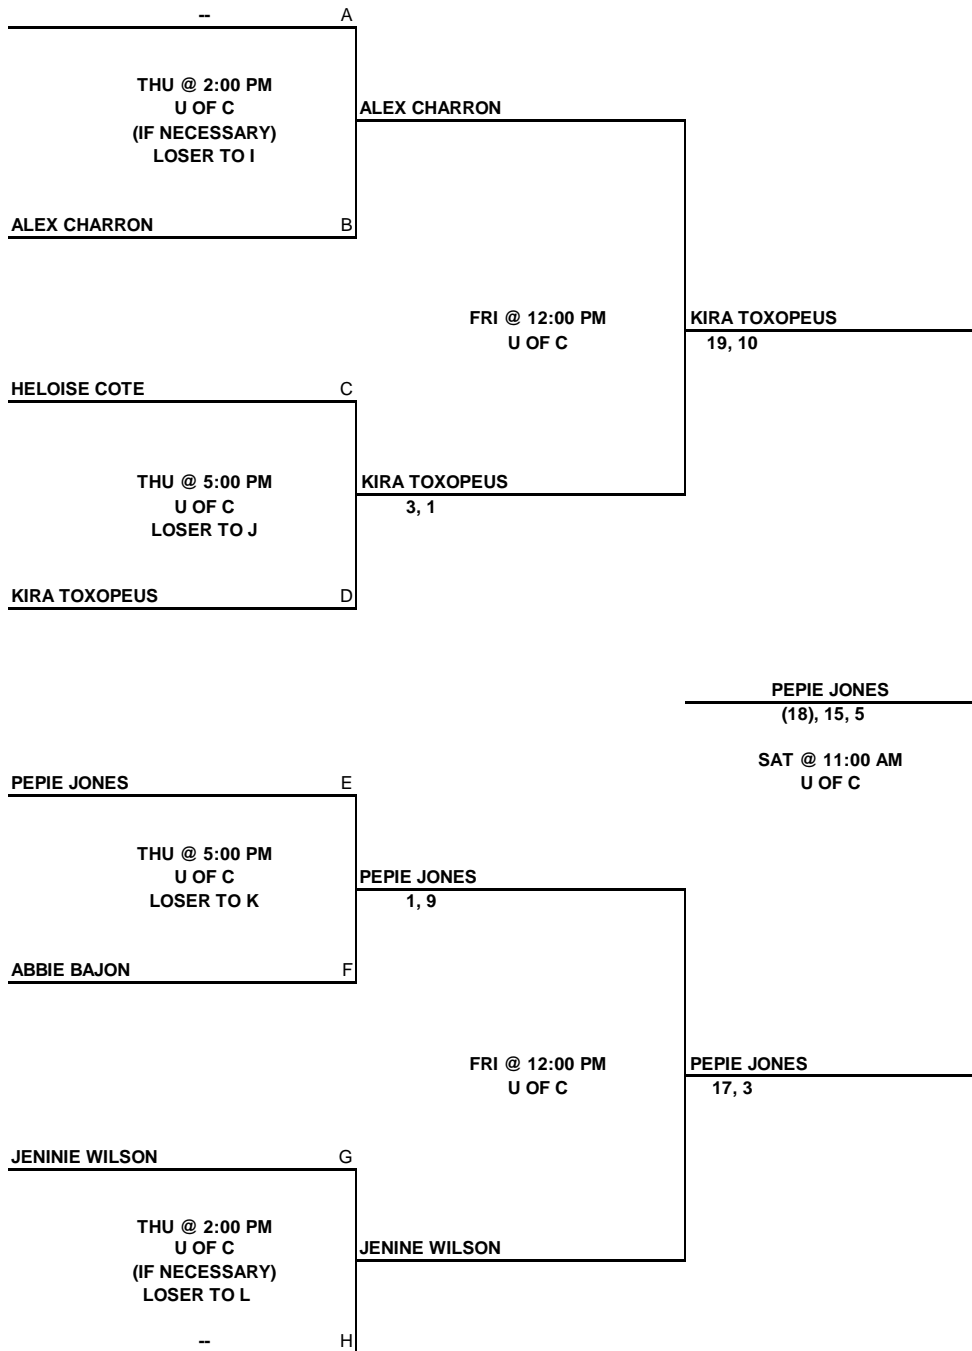 -- A
THU @ 2:00 PM
U OF C
(IF NECESSARY)
LOSER TO I
ALEX CHARRON
ALEX CHARRON B
FRI @ 12:00 PM
U OF C
KIRA TOXOPEUS
19, 10
HELOISE COTE C
THU @ 5:00 PM
U OF C
LOSER TO J
KIRA TOXOPEUS
3, 1
KIRA TOXOPEUS D
PEPIE JONES
(18), 15, 5
SAT @ 11:00 AM
U OF C
PEPIE JONES E
THU @ 5:00 PM
U OF C
LOSER TO K
PEPIE JONES
1, 9
ABBIE BAJON F
FRI @ 12:00 PM
U OF C
PEPIE JONES
17, 3
JENINIE WILSON G
THU @ 2:00 PM
U OF C
(IF NECESSARY)
LOSER TO L
JENINE WILSON
-- H